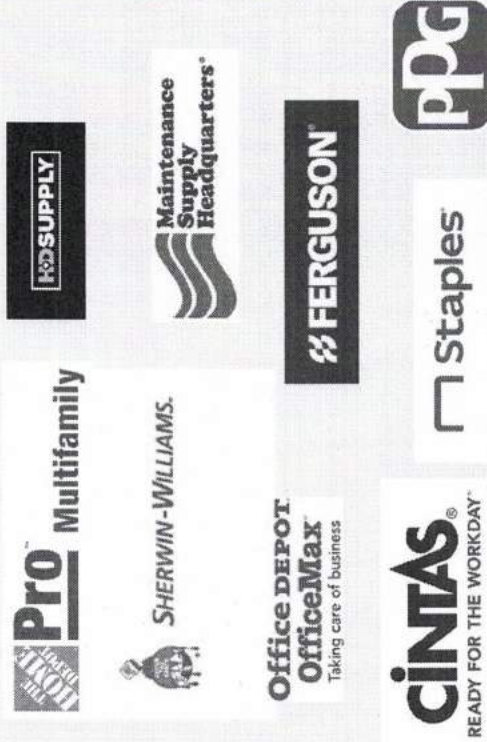 THE HOME DEPOT Pro™
Multifamily
HD SUPPLY
SHERWIN-WILLIAMS.
Maintenance
Supply
Headquarters®
Office DEPOT
OfficeMax
Taking care of business
FERGUSON®
CINTAS®
READY FOR THE WORKDAY®
Staples
PPG